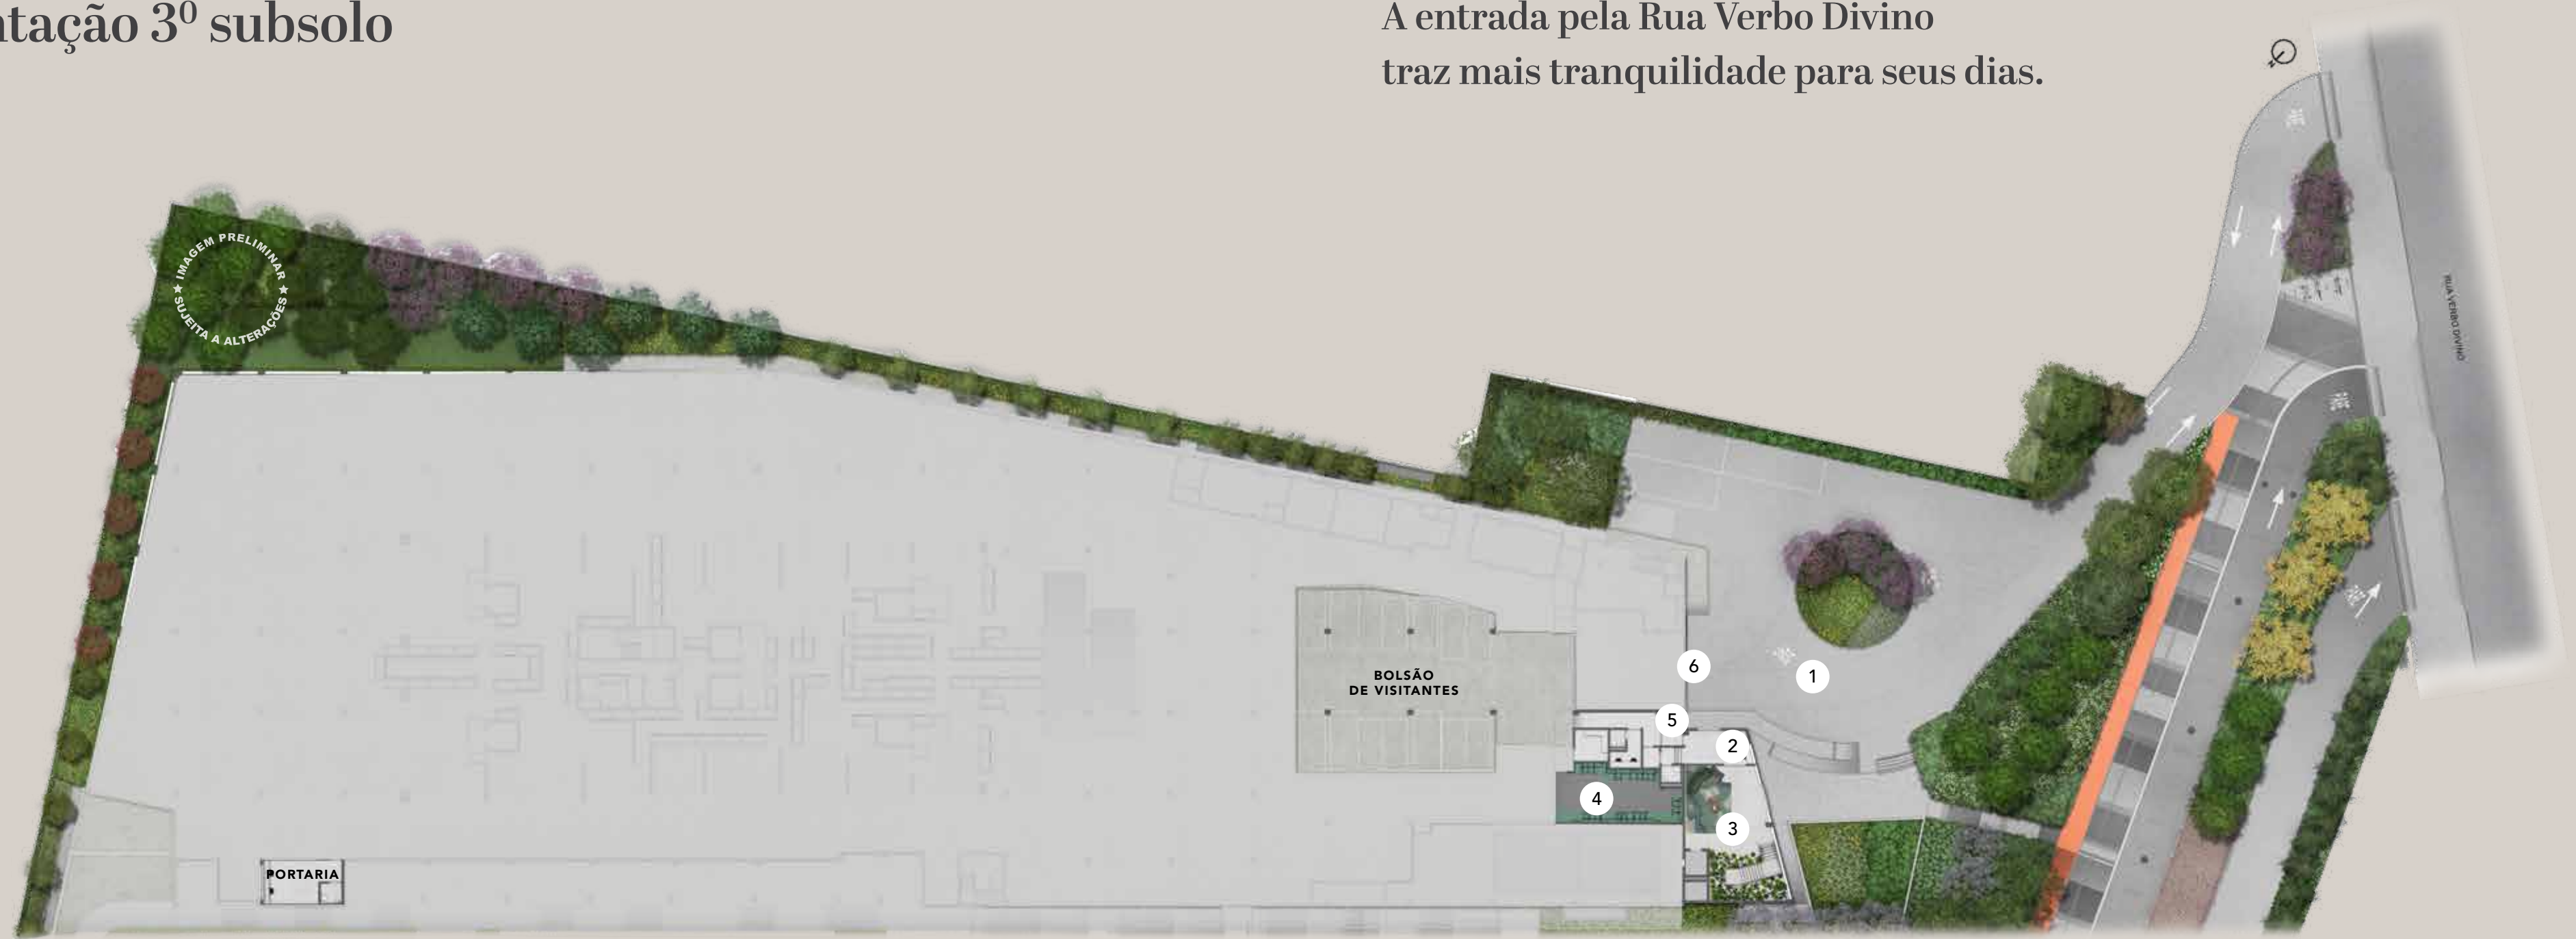 ntação 3º subsolo
A entrada pela Rua Verbo Divino
traz mais tranquilidade para seus dias.
IMAGEM PRELIMINAR
SUJEITA A ALTERAÇÕES
RUA VERBO DIVINO
BOLSÃO
DE VISITANTES
6
1
5
2
4
3
PORTARIA